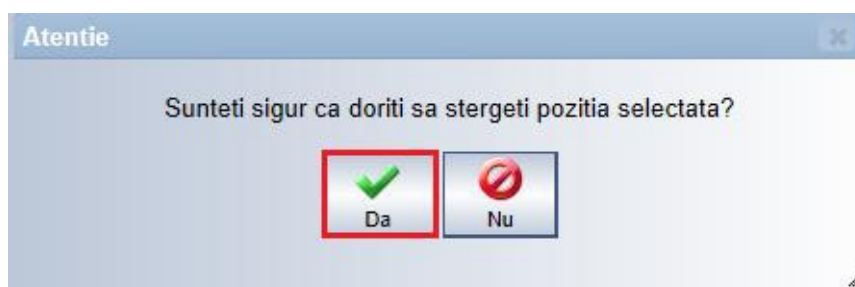 Atentie
Sunteti sigur ca doriti sa stergeti pozitia selectata?
Da
Nu